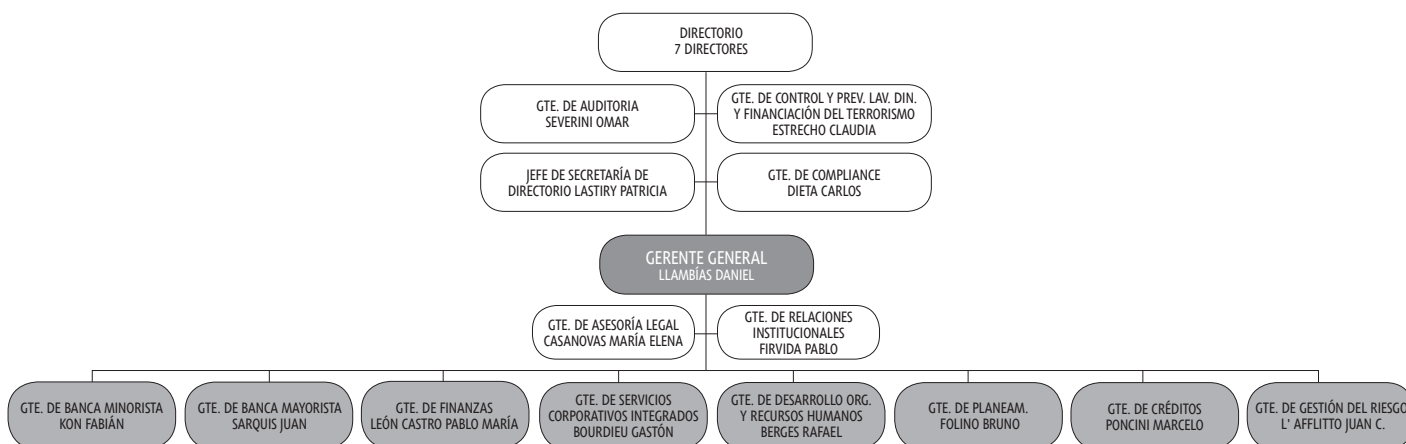 DIRECTORIO
7 DIRECTORES
GTE. DE AUDITORIA
SEVERINI OMAR
GTE. DE CONTROL Y PREV. LAV. DIN.
Y FINANCIACIÓN DEL TERRORISMO
ESTRECHO CLAUDIA
JEFE DE SECRETARÍA DE
DIRECTORIO LASTIRY PATRICIA
GTE. DE COMPLIANCE
DIETA CARLOS
GERENTE GENERAL
LLAMBÍAS DANIEL
GTE. DE ASESORÍA LEGAL
CASANOVAS MARÍA ELENA
GTE. DE RELACIONES
INSTITUCIONALES
FIRVIDA PABLO
GTE. DE BANCA MINORISTA
KON FABIÁN
GTE. DE BANCA MAYORISTA
SARQUIS JUAN
GTE. DE FINANZAS
LEÓN CASTRO PABLO MARÍA
GTE. DE SERVICIOS
CORPORATIVOS INTEGRADOS
BOURDIEU GASTÓN
GTE. DE DESARROLLO ORG.
Y RECURSOS HUMANOS
BERGES RAFAEL
GTE. DE PLANEAM.
FOLINO BRUNO
GTE. DE CRÉDITOS
PONCINI MARCELO
GTE. DE GESTIÓN DEL RIESGO
L' AFFLITTO JUAN C.